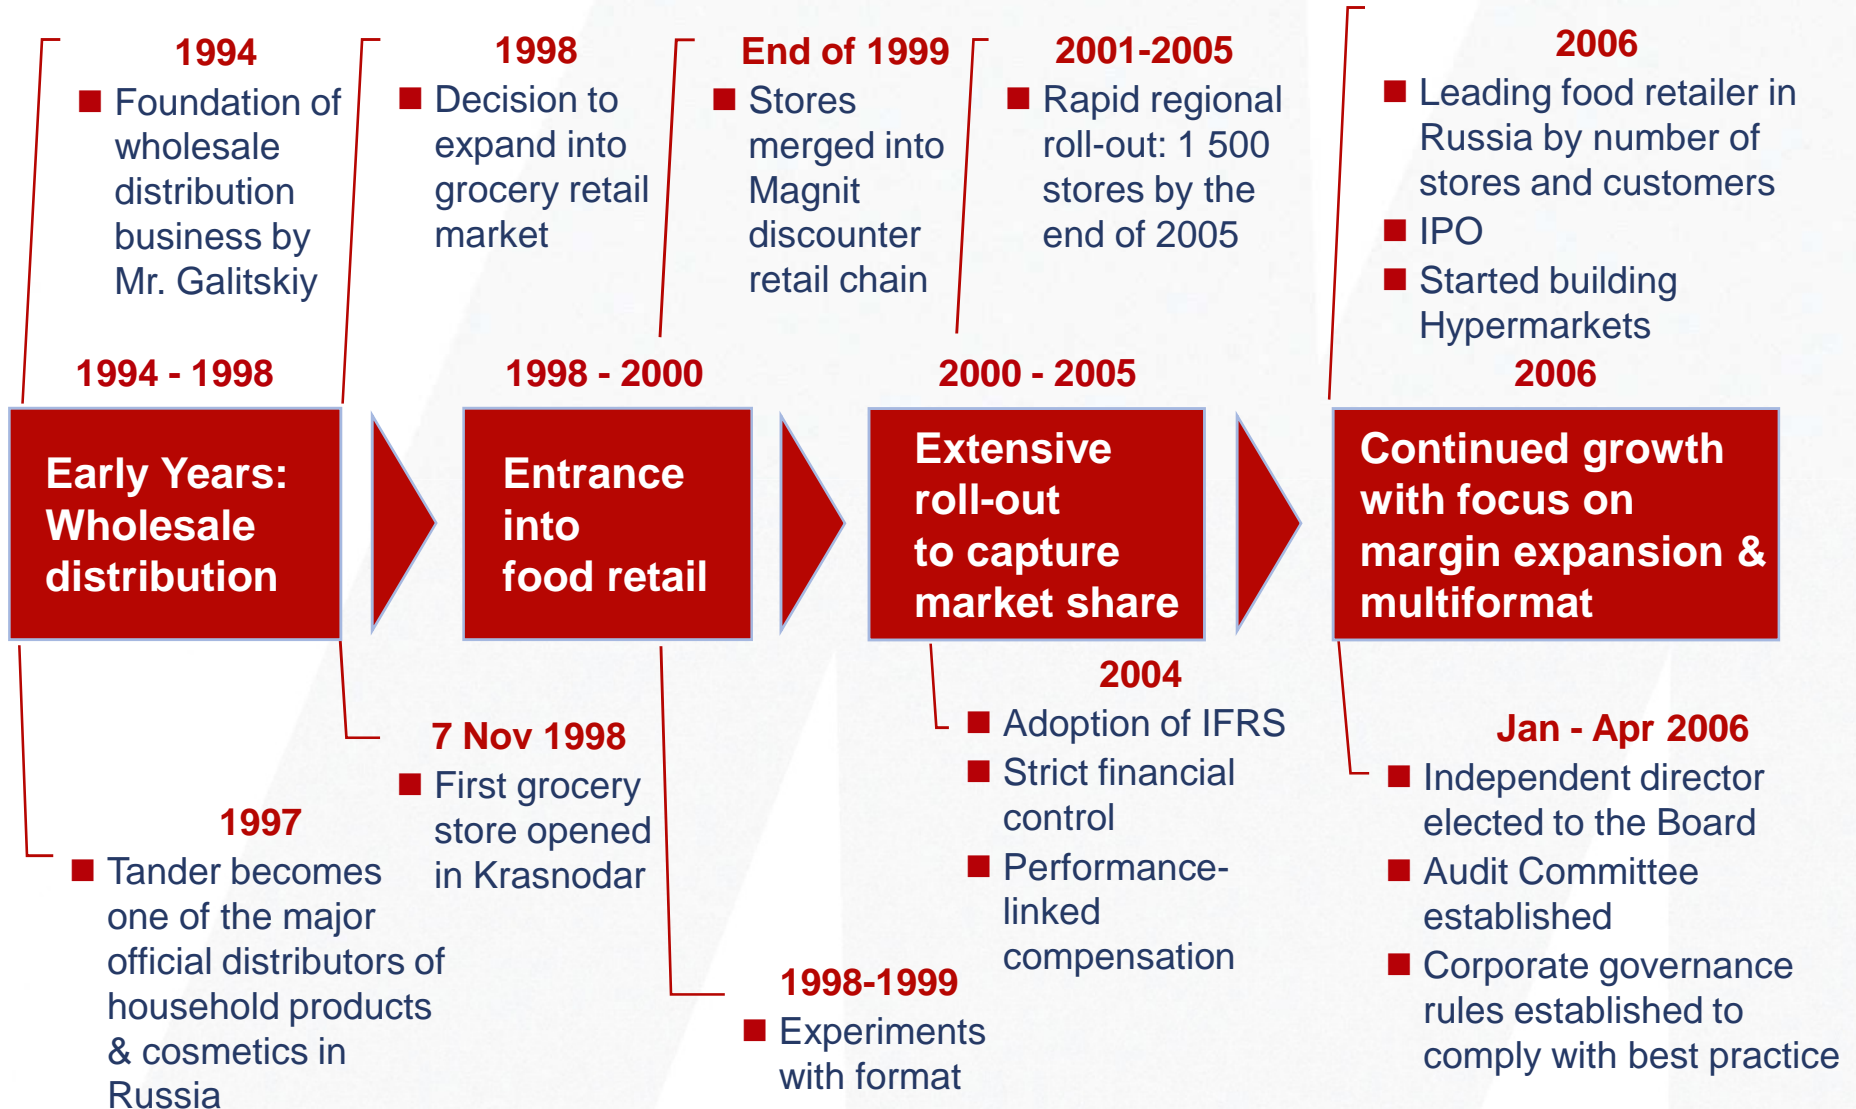 1994
Foundation of
wholesale
distribution
business by
Mr. Galitskiy
1998
Decision to
expand into
grocery retail
market
End of 1999
Stores
merged into
Magnit
discounter
retail chain
2001-2005
Rapid regional
roll-out: 1 500
stores by the
end of 2005
2006
Leading food retailer in
Russia by number of
stores and customers
IPO
Started building
Hypermarkets
1994 - 1998
1998 - 2000
2000 - 2005
2006
Early Years:
Wholesale
distribution
Entrance
into
food retail
Extensive
roll-out
to capture
market share
Continued growth
with focus on
margin expansion &
multiformat
1997
Tander becomes
one of the major
official distributors of
household products
& cosmetics in
Russia
7 Nov 1998
First grocery
store opened
in Krasnodar
1998-1999
Experiments
with format
2004
Adoption of IFRS
Strict financial
control
Performance-
linked
compensation
Jan - Apr 2006
Independent director
elected to the Board
Audit Committee
established
Corporate governance
rules established to
comply with best practice